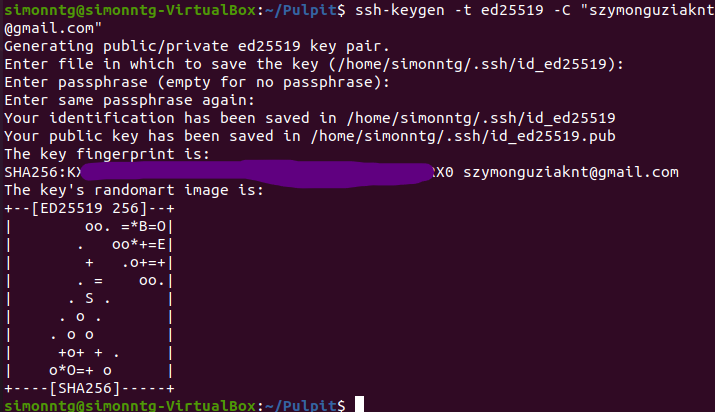 simonntg@simonntg-VirtualBox:~/Pulpit$ ssh-keygen -t ed25519 -C "szymonguziaknt
@gmail.com"
Generating public/private ed25519 key pair.
Enter file in which to save the key (/home/simonntg/.ssh/id_ed25519):
Enter passphrase (empty for no passphrase):
Enter same passphrase again:
Your identification has been saved in /home/simonntg/.ssh/id_ed25519
Your public key has been saved in /home/simonntg/.ssh/id_ed25519.pub
The key fingerprint is:
SHA256:KX RX0 szymonguziaknt@gmail.com
The key's randomart image is:
+--[ED25519 256]--+
|        oo. =*B=O|
|       .   oo*+=E|
|        +   .o+=+|
|       . =    oo.|
|      . S .      |
|     . o .       |
|    . o o        |
|     +o+ + .     |
|    o*O=+ o      |
+----[SHA256]-----+
simonntg@simonntg-VirtualBox:~/Pulpit$